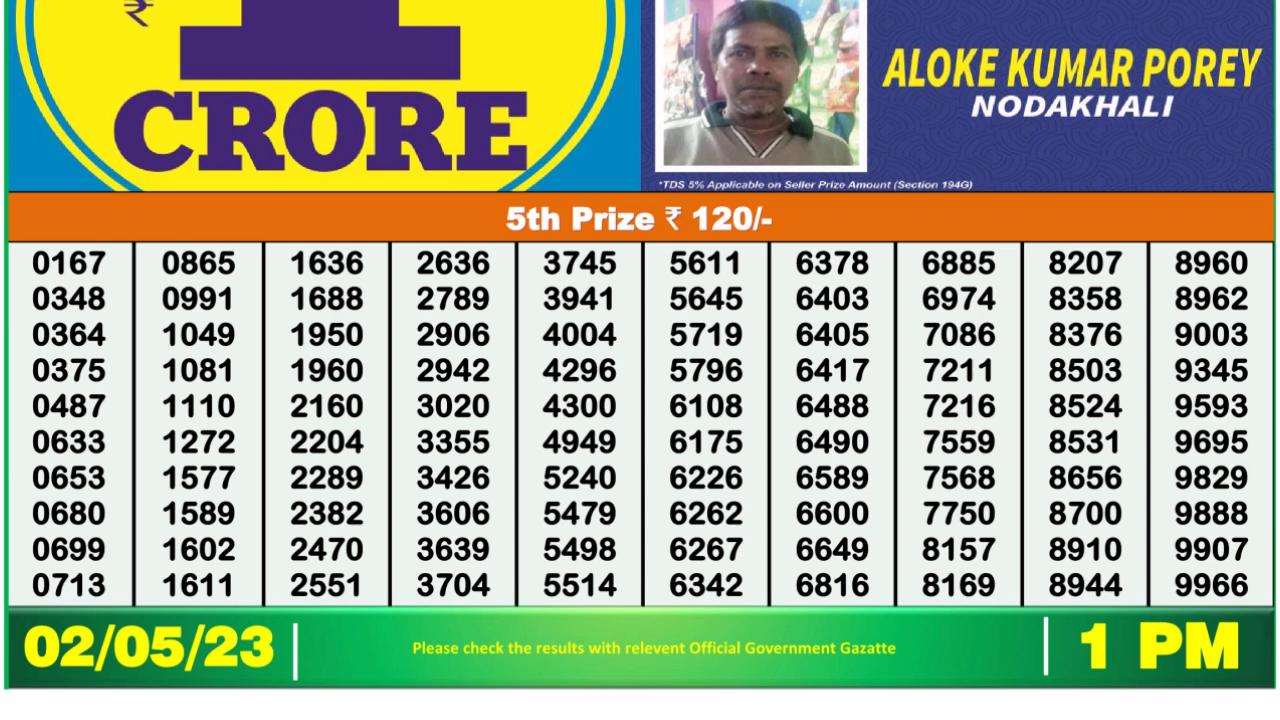 ₹
1
CRORE
ALOKE KUMAR POREY
NODAKHALI
*TDS 5% Applicable on Seller Prize Amount (Section 194G)
5th Prize ₹ 120/-
0167 0865 1636 2636 3745 5611 6378 6885 8207 8960
0348 0991 1688 2789 3941 5645 6403 6974 8358 8962
0364 1049 1950 2906 4004 5719 6405 7086 8376 9003
0375 1081 1960 2942 4296 5796 6417 7211 8503 9345
0487 1110 2160 3020 4300 6108 6488 7216 8524 9593
0633 1272 2204 3355 4949 6175 6490 7559 8531 9695
0653 1577 2289 3426 5240 6226 6589 7568 8656 9829
0680 1589 2382 3606 5479 6262 6600 7750 8700 9888
0699 1602 2470 3639 5498 6267 6649 8157 8910 9907
0713 1611 2551 3704 5514 6342 6816 8169 8944 9966
02/05/23 Please check the results with relevent Official Government Gazatte 1 PM